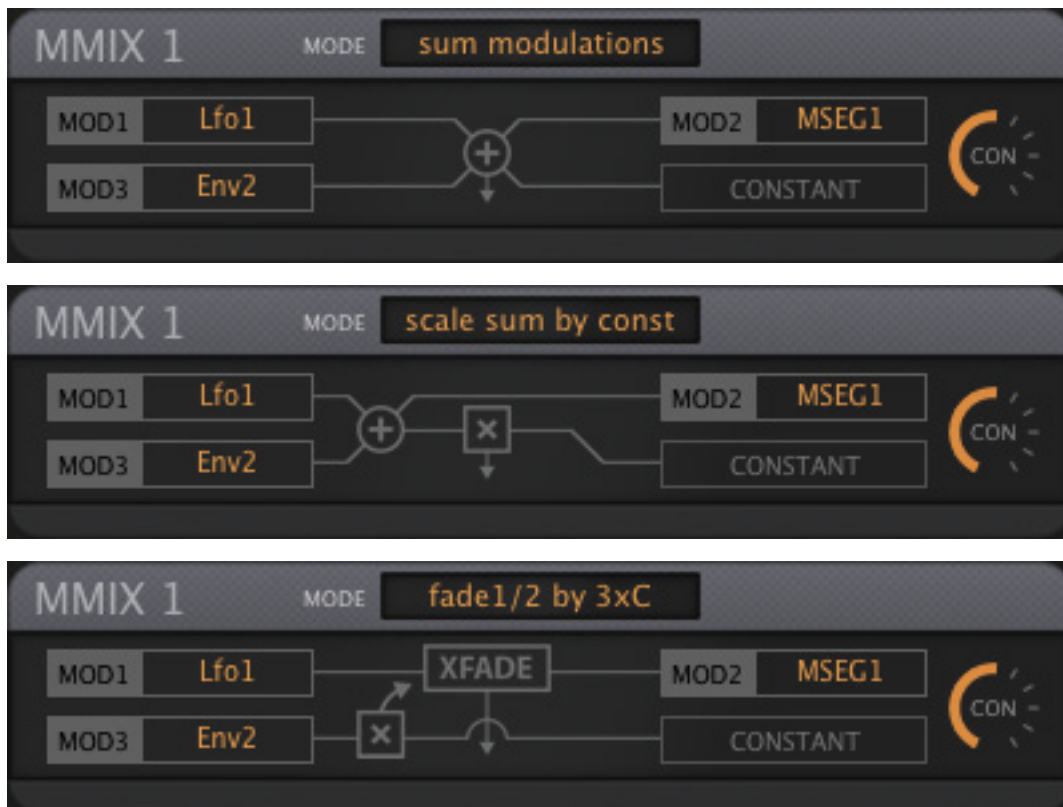 MMIX 1 MODE sum modulations
MOD1 Lfo1 MOD2 MSEG1
CON
MOD3 Env2 CONSTANT
MMIX 1 MODE scale sum by const
MOD1 Lfo1 MOD2 MSEG1
CON
MOD3 Env2 CONSTANT
MMIX 1 MODE fade1/2 by 3xC
MOD1 Lfo1 XFADE MOD2 MSEG1
CON
MOD3 Env2 CONSTANT